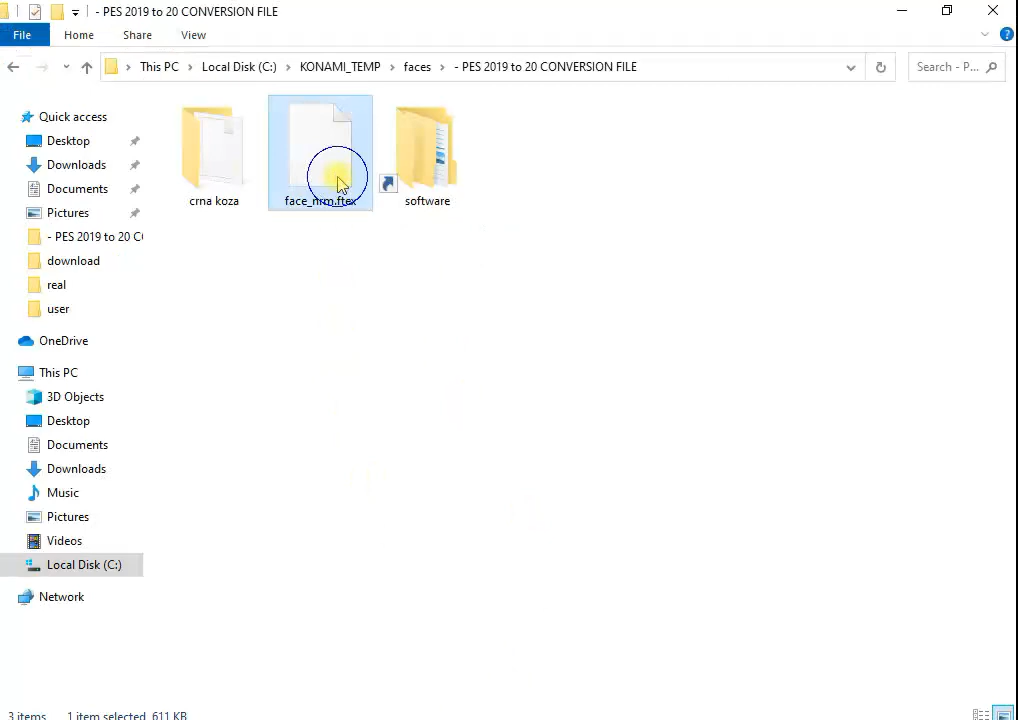 - PES 2019 to 20 CONVERSION FILE
File Home Share View
This PC Local Disk (C:) KONAMI_TEMP faces - PES 2019 to 20 CONVERSION FILE
Search - P...
Quick access
Desktop
Downloads
Documents
Pictures
- PES 2019 to 20 C
download
real
user
OneDrive
This PC
3D Objects
Desktop
Documents
Downloads
Music
Pictures
Videos
Local Disk (C:)
Network
crna koza face_nrm.ftex software
3 items 1 item selected 611 KB